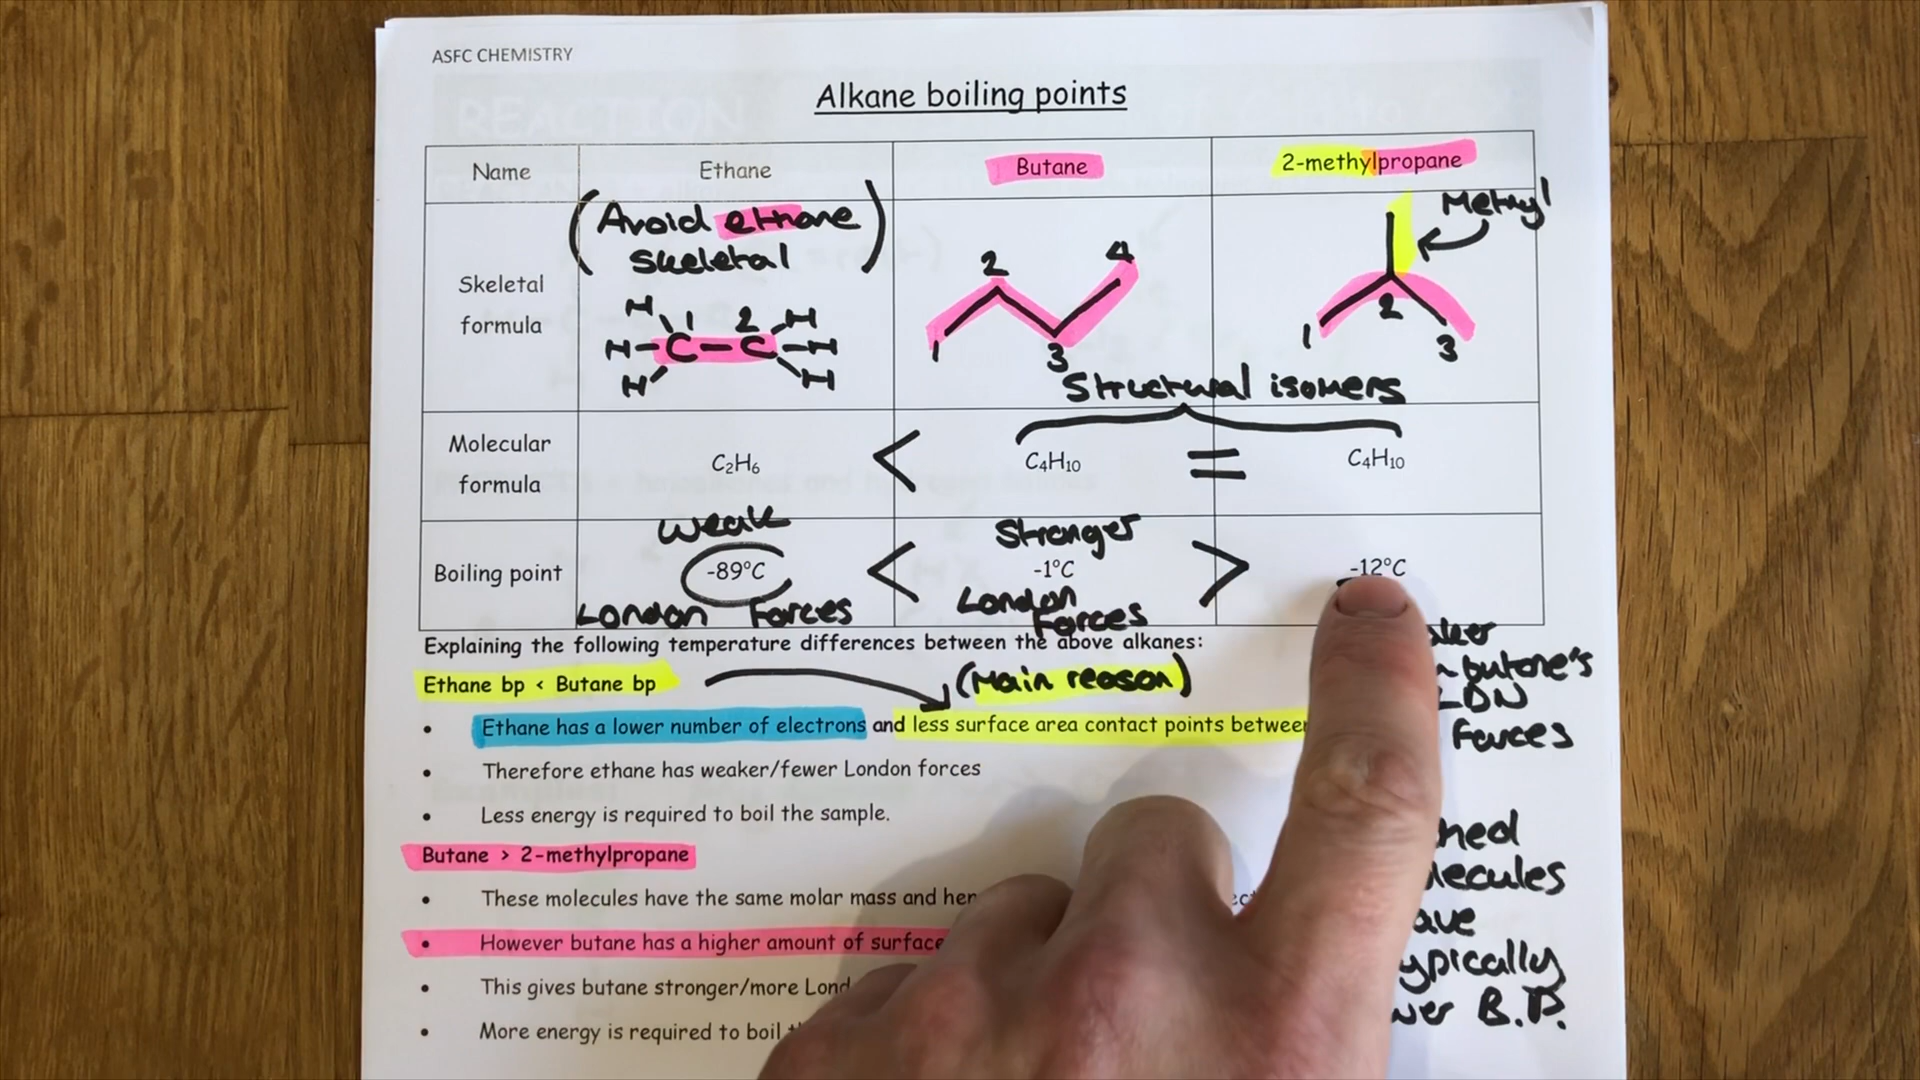 ASFC CHEMISTRY
Alkane boiling points
Name Ethane Butane 2-methylpropane
(Avoid ethane
skeletal)
Methyl
Skeletal
formula
H H
H C C H
H H
1 2
1 2 3 4
1 2 3
Structural isomers
Molecular
formula
C₂H₆ < C₄H₁₀ = C₄H₁₀
Weak Stronger
Boiling point -89°C < -1°C > -12°C
London Forces London
Forces
Explaining the following temperature differences between the above alkanes:
Ethane bp < Butane bp (Main reason)
butane's
LDN
Forces
• Ethane has a lower number of electrons and less surface area contact points between
• Therefore ethane has weaker/fewer London forces
• Less energy is required to boil the sample.
Butane > 2-methylpropane
• These molecules have the same molar mass and
• However butane has a higher amount of surface
• This gives butane stronger/more
• More energy is required to boil
B.P.